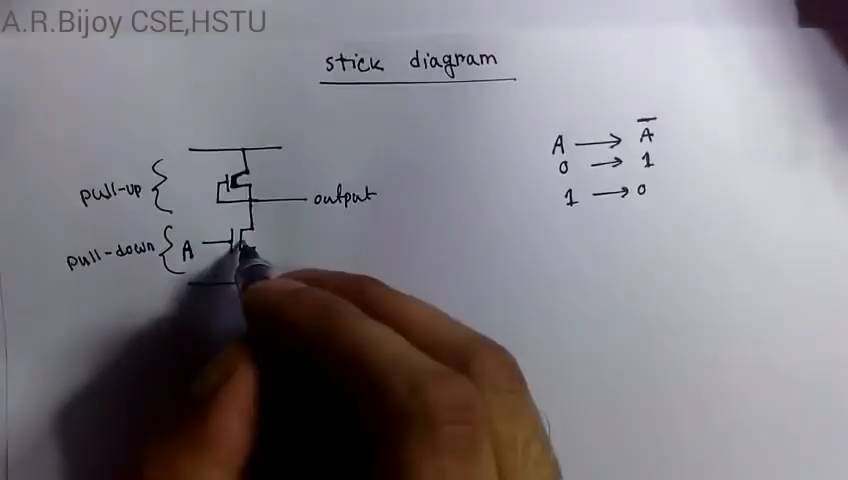 A.R.Bijoy CSE,HSTU
stick diagram
A → A̅
0 → 1
1 → 0
pull-up
output
pull-down
A